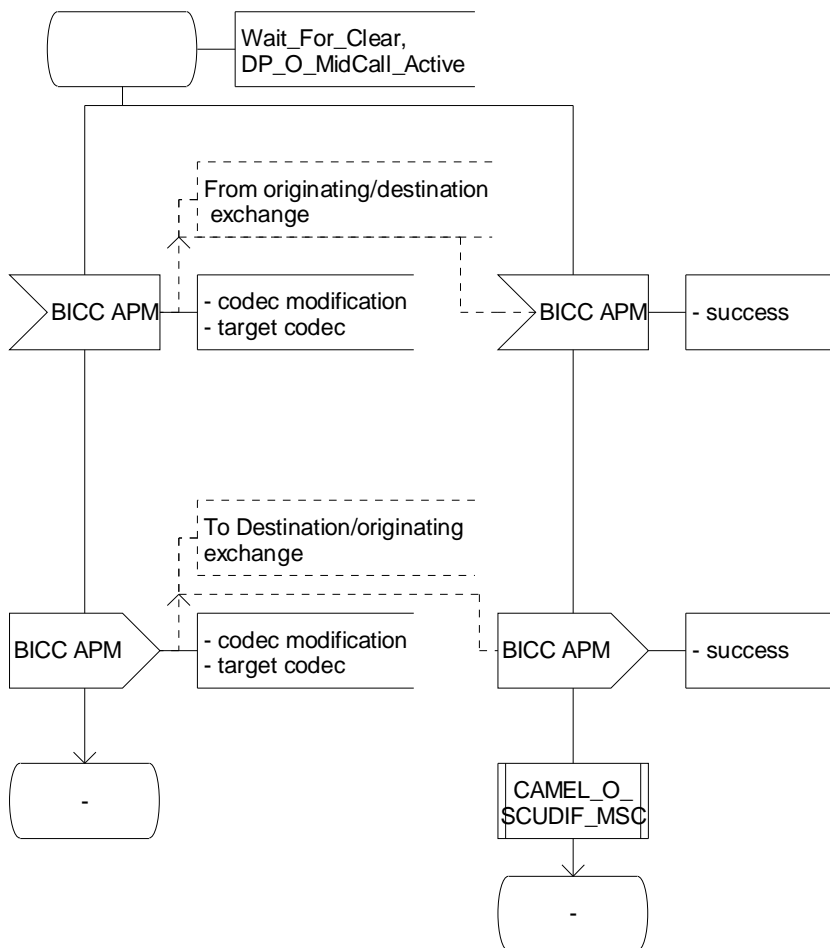 Wait_For_Clear,
DP_O_MidCall_Active
From originating/destination
exchange
BICC APM
- codec modification
- target codec
BICC APM
- success
To Destination/originating
exchange
BICC APM
- codec modification
- target codec
BICC APM
- success
-
CAMEL_O_
SCUDIF_MSC
-